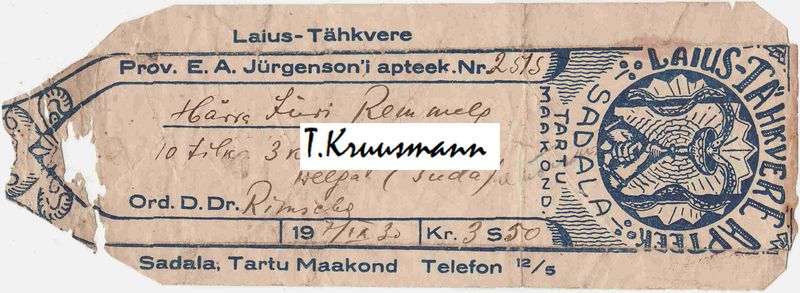 Laius-Tähkvere
Prov. E. A. Jürgenson'i apteek. Nr. 2515
Härra Jüri Remmelg
10 tilka 3 k
T.Kruusmann
(Süda)
Ord. D. Dr.
19 7/IX 30 Kr. 3 S 50
Sadala, Tartu Maakond Telefon 12/5
LAIUS-TÄHKVERE APTEEK
SADALA
TARTU
MAAKOND.